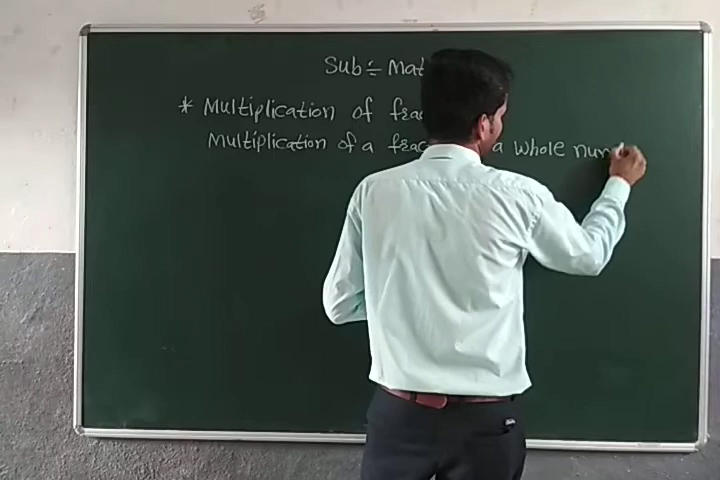 Sub ÷ Mat
* Multiplication of frac
Multiplication of a frac a whole num